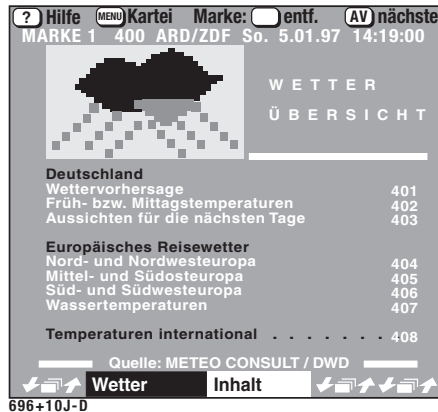 ? Hilfe MENU Kartei Marke: entf. AV nächste
MARKE 1 400 ARD/ZDF So. 5.01.97 14:19:00
WETTER
ÜBERSICHT
Deutschland
Wettervorhersage 401
Früh- bzw. Mittagstemperaturen 402
Aussichten für die nächsten Tage 403
Europäisches Reisewetter
Nord- und Nordwesteuropa 404
Mittel- und Südosteuropa 405
Süd- und Südwesteuropa 406
Wassertemperaturen 407
Temperaturen international . . . . . . . 408
Quelle: METEO CONSULT / DWD
Wetter Inhalt
696+10J-D